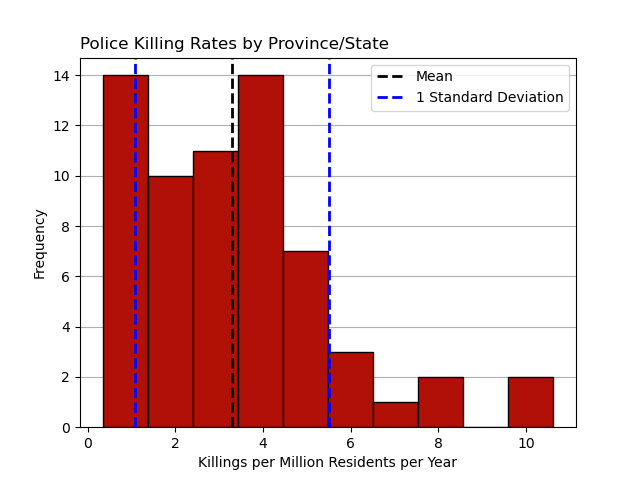 Police Killing Rates by Province/State
Mean
1 Standard Deviation
14
12
10
8
6
4
2
0
Frequency
0 2 4 6 8 10
Killings per Million Residents per Year